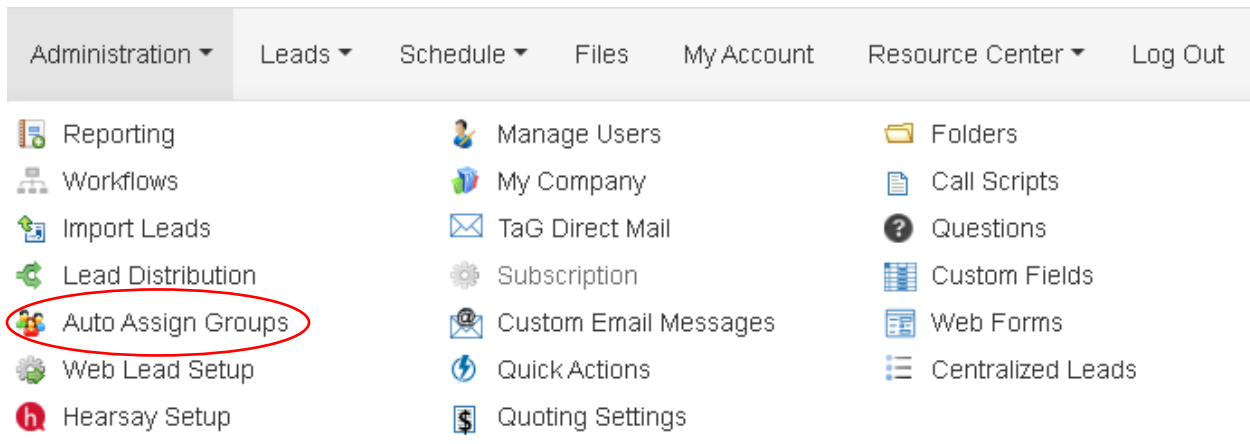 Administration Leads Schedule Files My Account Resource Center Log Out
Reporting Manage Users Folders
Workflows My Company Call Scripts
Import Leads TaG Direct Mail Questions
Lead Distribution Subscription Custom Fields
Auto Assign Groups Custom Email Messages Web Forms
Web Lead Setup Quick Actions Centralized Leads
Hearsay Setup Quoting Settings